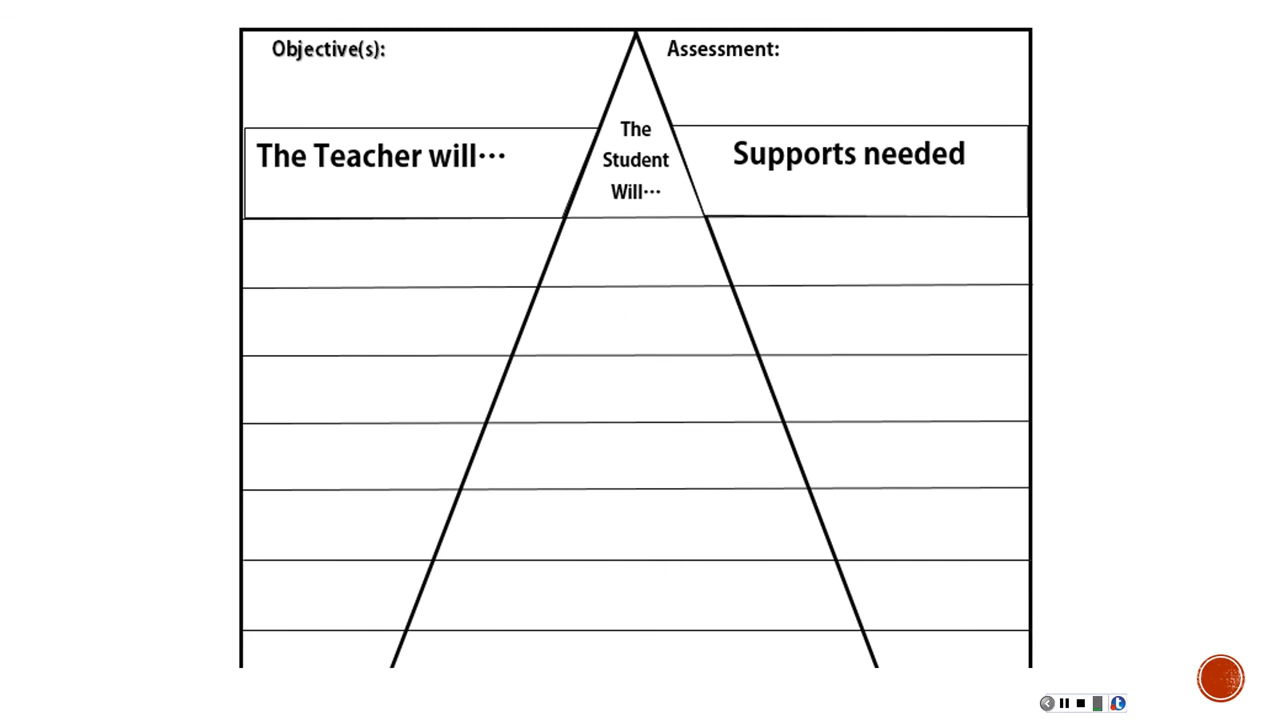 Objective(s):
Assessment:
The Teacher will···
The
Student
Will···
Supports needed